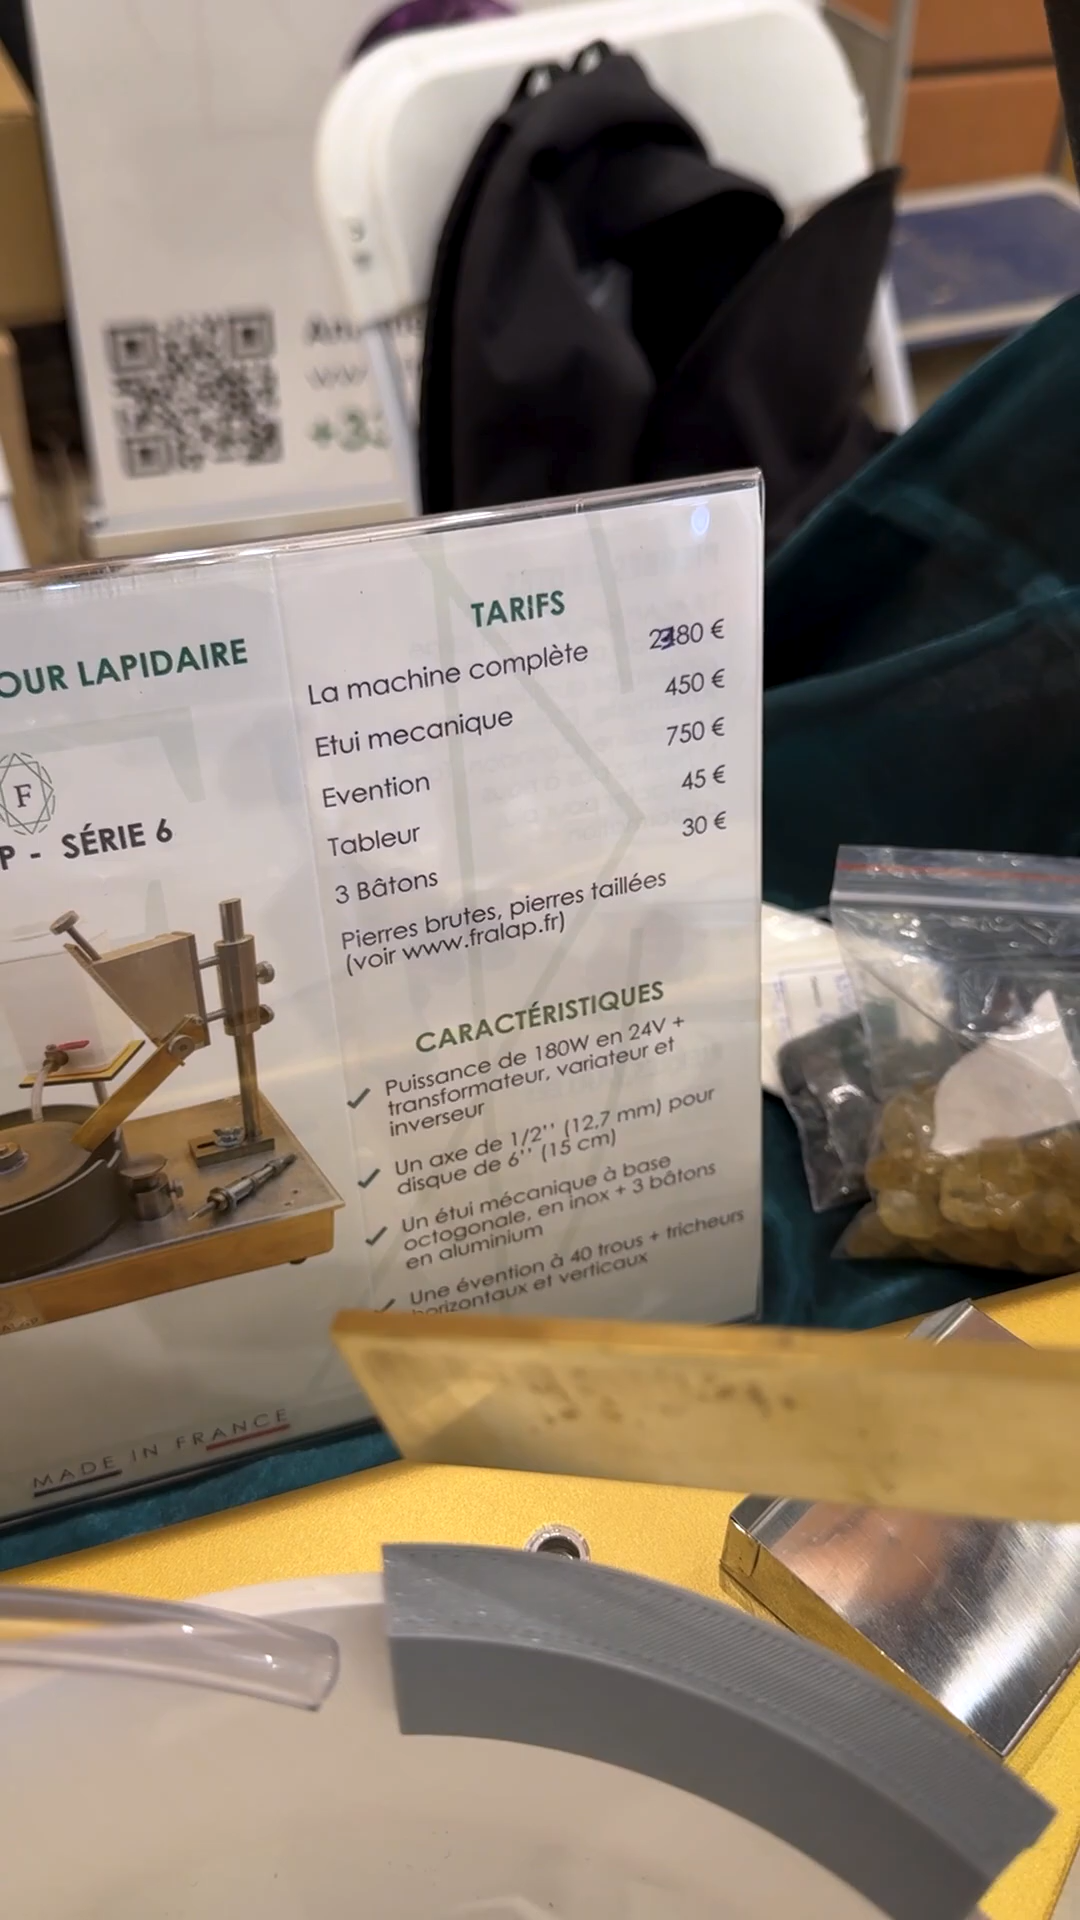 +33
TARIFS
La machine complète 2180 €
Etui mecanique 450 €
Evention 750 €
Tableur 45 €
3 Bâtons 30 €
Pierres brutes, pierres taillées
(voir www.fralap.fr)
CARACTÉRISTIQUES
Puissance de 180W en 24V +
transformateur, variateur et
inverseur
Un axe de 1/2'' (12,7 mm) pour
disque de 6'' (15 cm)
Un étui mécanique à base
octogonale, en inox + 3 bâtons
en aluminium
Une évention à 40 trous + tricheurs
horizontaux et verticaux
OUR LAPIDAIRE
F
P - SÉRIE 6
MADE IN FRANCE